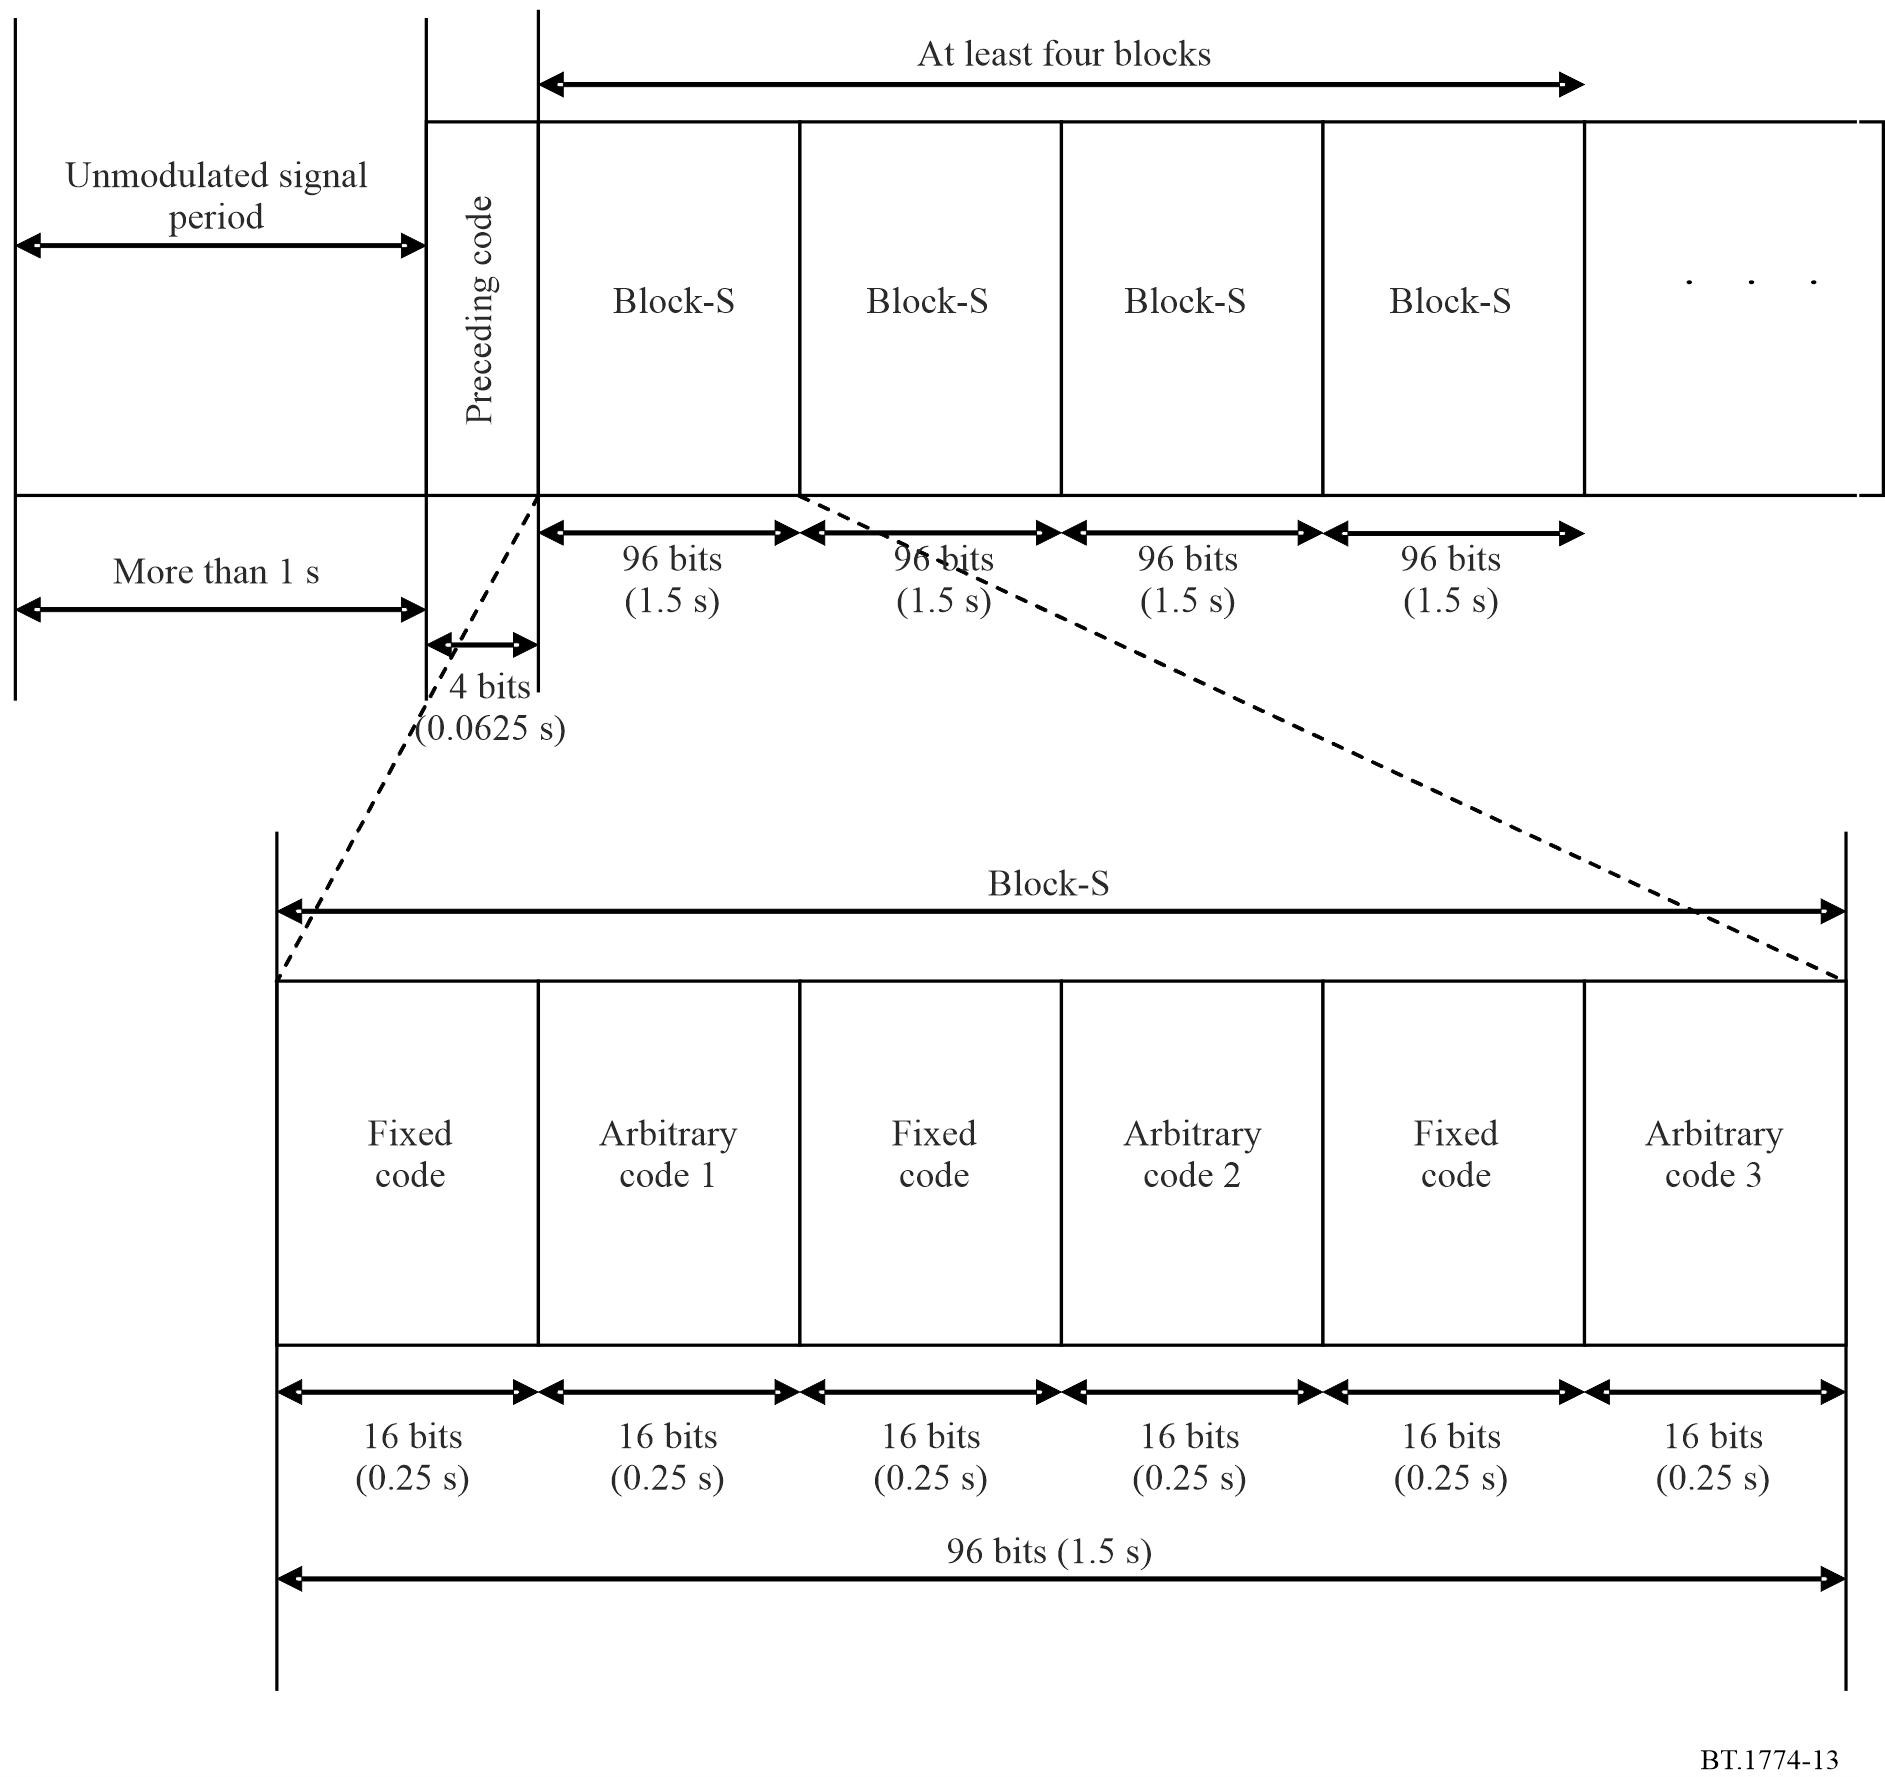 At least four blocks
Unmodulated signal
period
Preceding code
Block-S
Block-S
Block-S
Block-S
. . .
More than 1 s
96 bits
(1.5 s)
96 bits
(1.5 s)
96 bits
(1.5 s)
96 bits
(1.5 s)
4 bits
(0.0625 s)
Block-S
Fixed
code
Arbitrary
code 1
Fixed
code
Arbitrary
code 2
Fixed
code
Arbitrary
code 3
16 bits
(0.25 s)
16 bits
(0.25 s)
16 bits
(0.25 s)
16 bits
(0.25 s)
16 bits
(0.25 s)
16 bits
(0.25 s)
96 bits (1.5 s)
BT.1774-13